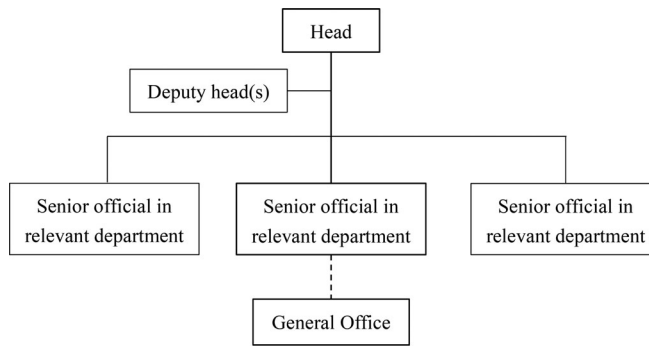 Head
Deputy head(s)
Senior official in
relevant department
Senior official in
relevant department
Senior official in
relevant department
General Office